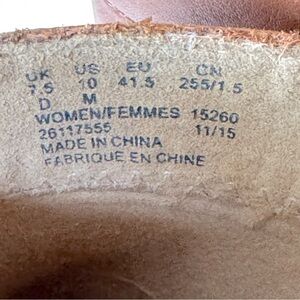 UK US EU CN
7.5 10 41.5 255/1.5
D M
WOMEN/FEMMES 15260
26117555 11/15
MADE IN CHINA
FABRIQUE EN CHINE